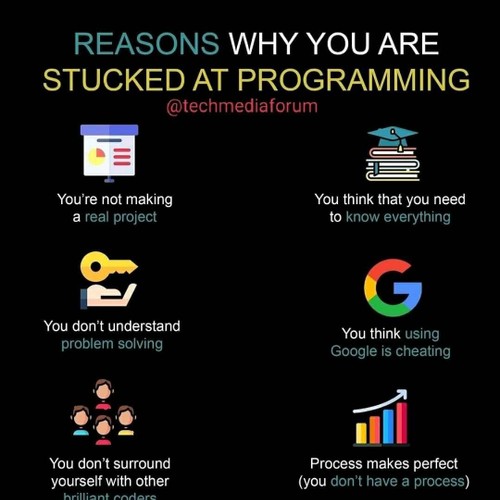 REASONS WHY YOU ARE
STUCKED AT PROGRAMMING
@techmediaforum
You're not making
a real project
You think that you need
to know everything
You don't understand
problem solving
You think using
Google is cheating
You don't surround
yourself with other
brilliant coders
Process makes perfect
(you don't have a process)